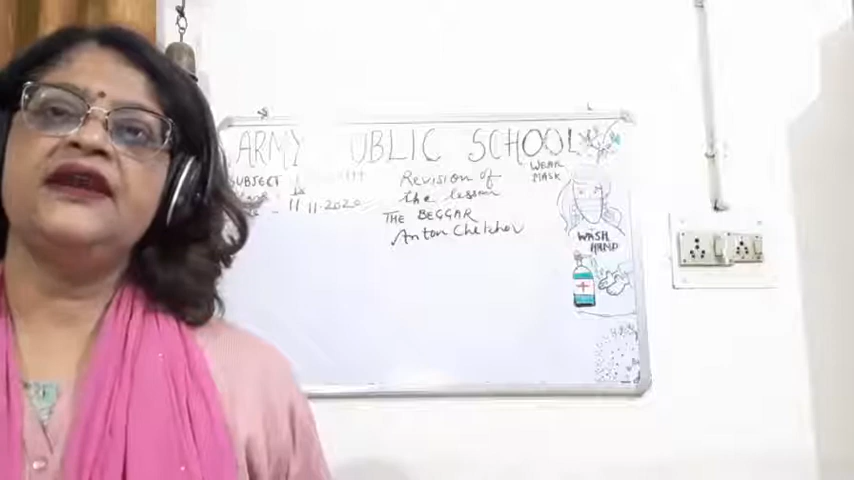 ARMY PUBLIC SCHOOL
SUBJECT
Revision of
the lesson
THE BEGGAR
Anton Chekhov
IX
11.11.2020
WEAR
MASK
WASH
HAND